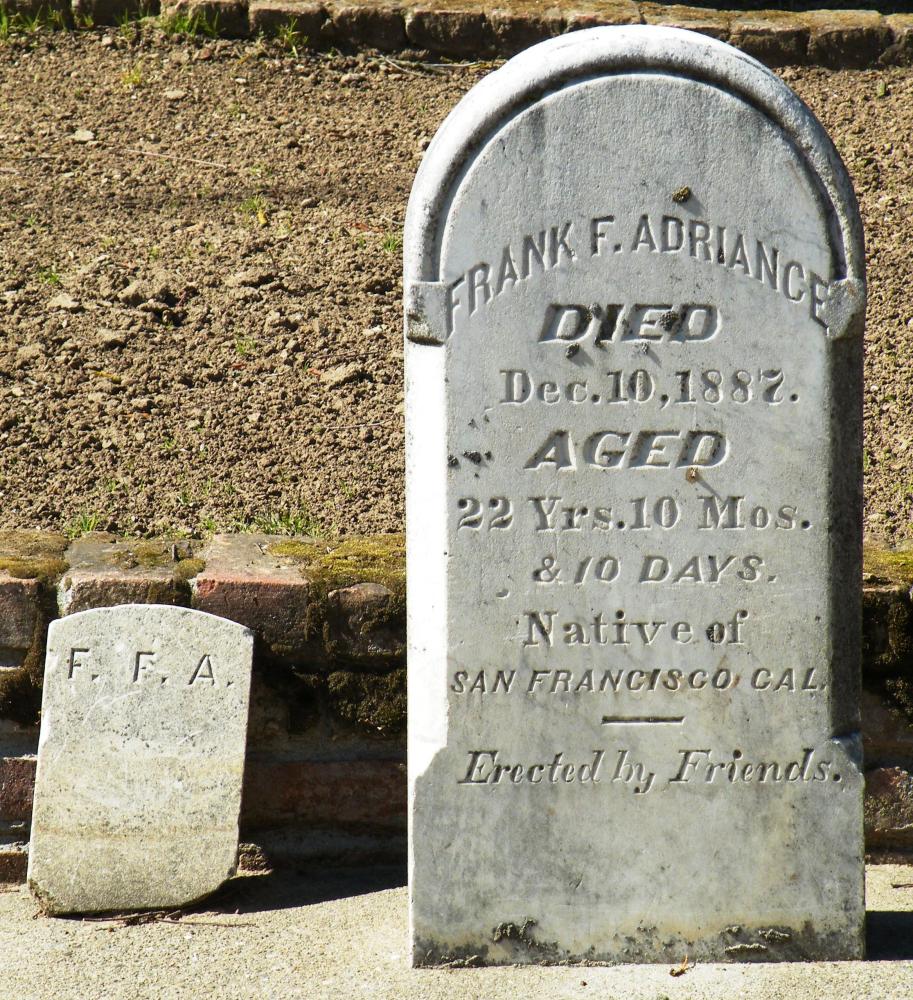 FRANK F. ADRIANCE
DIED
Dec. 10, 1887.
AGED
22 Yrs. 10 Mos.
& 10 DAYS.
Native of
SAN FRANCISCO, CAL.
Erected by Friends.
F. F. A.